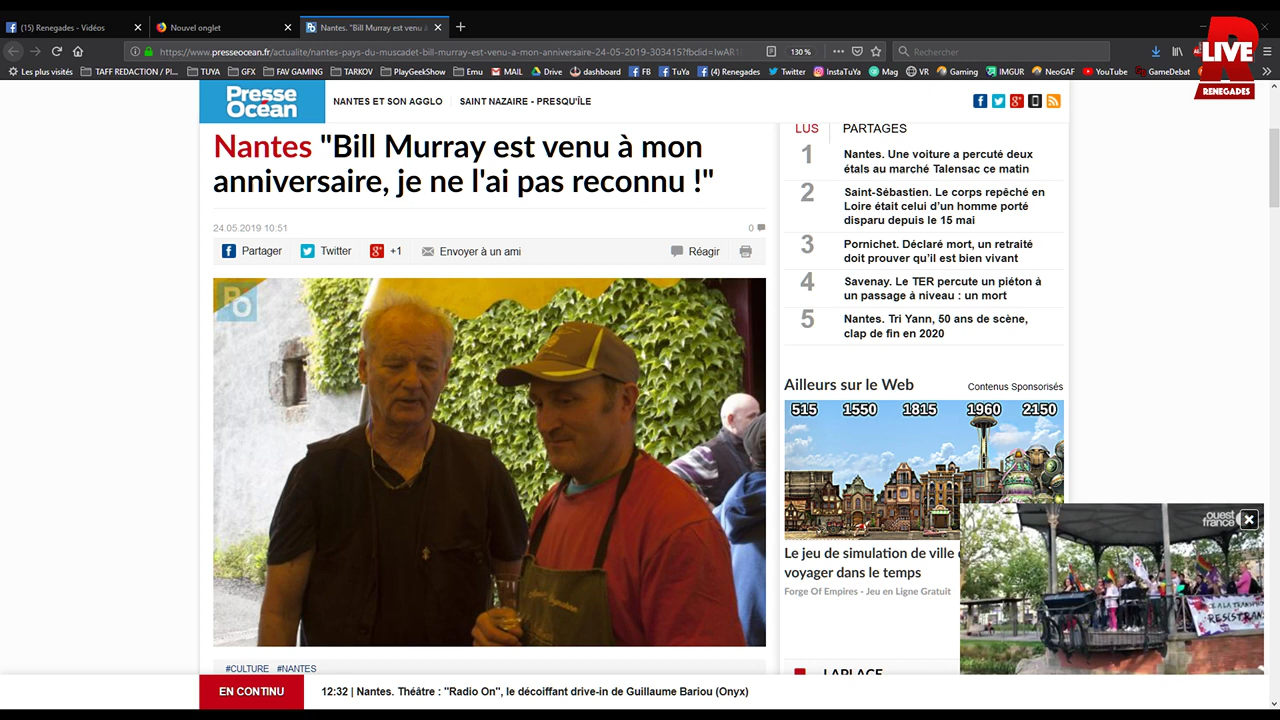 (15) Renegades - Vidéos
Nouvel onglet
Nantes. "Bill Murray est venu à
LIVE
RENEGADES
https://www.presseocean.fr/actualite/nantes-pays-du-muscadet-bill-murray-est-venu-a-mon-anniversaire-24-05-2019-303415?fbclid=IwAR1
130 %
Rechercher
Les plus visités
TAFF REDACTION / PL...
TUYA
GFX
FAV GAMING
TARKOV
PlayGeekShow
Emu
MAIL
Drive
dashboard
FB
TuYa
(4) Renegades
Twitter
InstaTuYa
Mag
VR
Gaming
IMGUR
NeoGAF
YouTube
GameDebat
Presse
Océan
NANTES ET SON AGGLO
SAINT NAZAIRE - PRESQU'ÎLE
Nantes "Bill Murray est venu à mon
anniversaire, je ne l'ai pas reconnu !"
24.05.2019 10:51
0
Partager
Twitter
+1
Envoyer à un ami
Réagir
PO
#CULTURE #NANTES
LUS
PARTAGES
1 Nantes. Une voiture a percuté deux
étals au marché Talensac ce matin
2 Saint-Sébastien. Le corps repêché en
Loire était celui d'un homme porté
disparu depuis le 15 mai
3 Pornichet. Déclaré mort, un retraité
doit prouver qu'il est bien vivant
4 Savenay. Le TER percute un piéton à
un passage à niveau : un mort
5 Nantes. Tri Yann, 50 ans de scène,
clap de fin en 2020
Ailleurs sur le Web
Contenus Sponsorisés
515 1550 1815 1960 2150
Le jeu de simulation de ville
voyager dans le temps
Forge Of Empires - Jeu en Ligne Gratuit
ouest
france
RESISTRANS
LAPLACE
EN CONTINU
12:32 | Nantes. Théâtre : "Radio On", le décoiffant drive-in de Guillaume Bariou (Onyx)